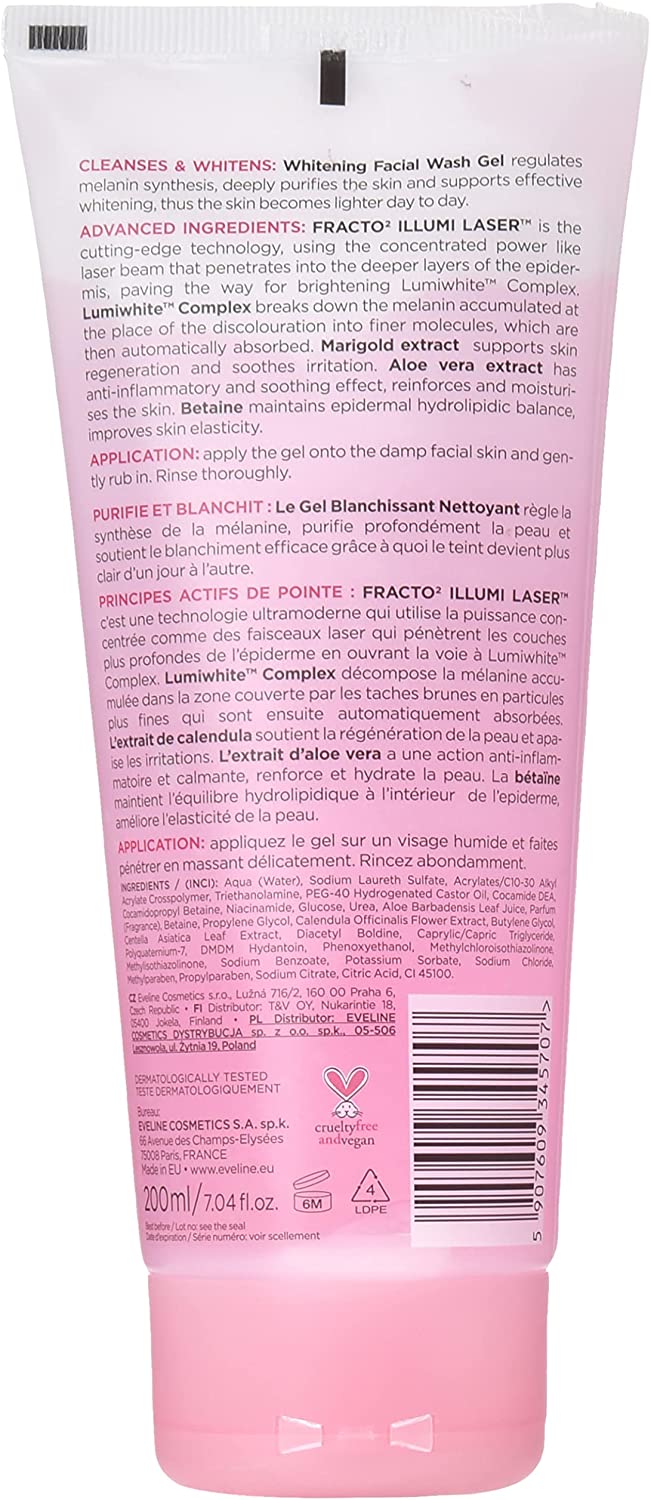 CLEANSES & WHITENS: Whitening Facial Wash Gel regulates
melanin synthesis, deeply purifies the skin and supports effective
whitening, thus the skin becomes lighter day to day.
ADVANCED INGREDIENTS: FRACTO² ILLUMI LASER™ is the
cutting-edge technology, using the concentrated power like
laser beam that penetrates into the deeper layers of the epider-
mis, paving the way for brightening Lumiwhite™ Complex.
Lumiwhite™ Complex breaks down the melanin accumulated at
the place of the discolouration into finer molecules, which are
then automatically absorbed. Marigold extract supports skin
regeneration and soothes irritation. Aloe vera extract has
anti-inflammatory and soothing effect, reinforces and moisturi-
ses the skin. Betaine maintains epidermal hydrolipidic balance,
improves skin elasticity.
APPLICATION: apply the gel onto the damp facial skin and gen-
tly rub in. Rinse thoroughly.
PURIFIE ET BLANCHIT : Le Gel Blanchissant Nettoyant règle la
synthèse de la mélanine, purifie profondément la peau et
soutient le blanchiment efficace grâce à quoi le teint devient plus
clair d'un jour à l'autre.
PRINCIPES ACTIFS DE POINTE : FRACTO² ILLUMI LASER™
c'est une technologie ultramoderne qui utilise la puissance con-
centrée comme des faisceaux laser qui pénètrent les couches
plus profondes de l'épiderme en ouvrant la voie à Lumiwhite™
Complex. Lumiwhite™ Complex décompose la mélanine accu-
mulée dans la zone couverte par les taches brunes en particules
plus fines qui sont ensuite automatiquement absorbées.
L'extrait de calendula soutient la régénération de la peau et apa-
ise les irritations. L'extrait d'aloe vera a une action anti-inflam-
matoire et calmante, renforce et hydrate la peau. La bétaïne
maintient l'équilibre hydrolipidique à l'intérieur de l'epiderme,
améliore l'elasticité de la peau.
APPLICATION: appliquez le gel sur un visage humide et faites
pénétrer en massant délicatement. Rincez abondamment.
INGREDIENTS / (INCI): Aqua (Water), Sodium Laureth Sulfate, Acrylates/C10-30 Alkyl
Acrylate Crosspolymer, Triethanolamine, PEG-40 Hydrogenated Castor Oil, Cocamide DEA,
Cocamidopropyl Betaine, Niacinamide, Glucose, Urea, Aloe Barbadensis Leaf Juice, Parfum
(Fragrance), Betaine, Propylene Glycol, Calendula Officinalis Flower Extract, Butylene Glycol,
Centella Asiatica Leaf Extract, Diacetyl Boldine, Caprylic/Capric Triglyceride,
Polyquaternium-7, DMDM Hydantoin, Phenoxyethanol, Methylchloroisothiazolinone,
Methylisothiazolinone, Sodium Benzoate, Potassium Sorbate, Sodium Chloride,
Methylparaben, Propylparaben, Sodium Citrate, Citric Acid, CI 45100.
CZ Eveline Cosmetics s.r.o., Lužná 716/2, 160 00 Praha 6,
Czech Republic • FI Distributor: T&V OY, Nukarintie 18,
05400 Jokela, Finland • PL Distributor: EVELINE
COSMETICS DYSTRYBUCJA sp. z o.o. sp.k., 05-506
Lesznowola, ul. Żytnia 19, Poland
DERMATOLOGICALLY TESTED
TESTE DERMATOLOGIQUEMENT
Bureau:
EVELINE COSMETICS S.A. sp.k.
66 Avenue des Champs-Elysées
75008 Paris, FRANCE
Made in EU • www.eveline.eu
crueltyfree
andvegan
200ml/7.04 fl.oz.
6M
4
LDPE
Best before / Lot no: see the seal
Date d'expiration / Série numéro: voir scellement
5 907609 345707 >